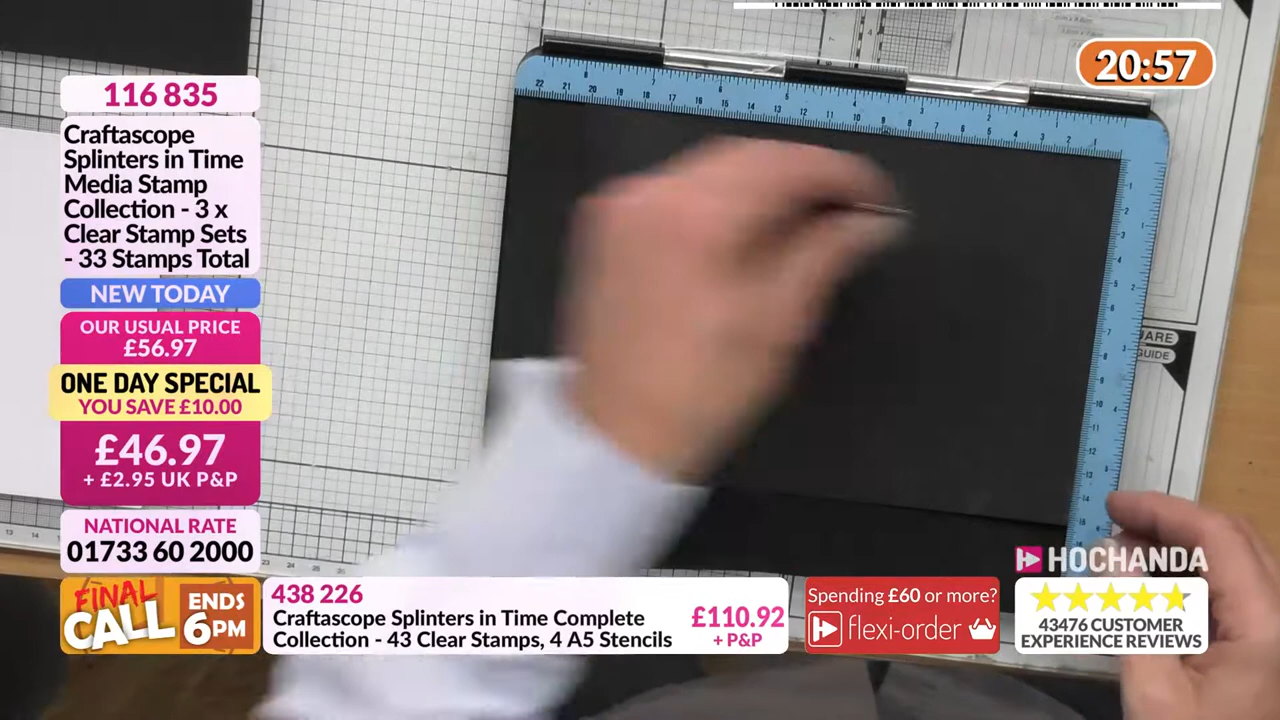 20:57
116 835
Craftascope
Splinters in Time
Media Stamp
Collection - 3 x
Clear Stamp Sets
- 33 Stamps Total
NEW TODAY
OUR USUAL PRICE
£56.97
ONE DAY SPECIAL
YOU SAVE £10.00
£46.97
+ £2.95 UK P&P
NATIONAL RATE
01733 60 2000
FINAL
CALL
ENDS
6PM
438 226
Craftascope Splinters in Time Complete
Collection - 43 Clear Stamps, 4 A5 Stencils
£110.92
+ P&P
Spending £60 or more?
flexi-order
HOCHANDA
43476 CUSTOMER
EXPERIENCE REVIEWS
GUIDE